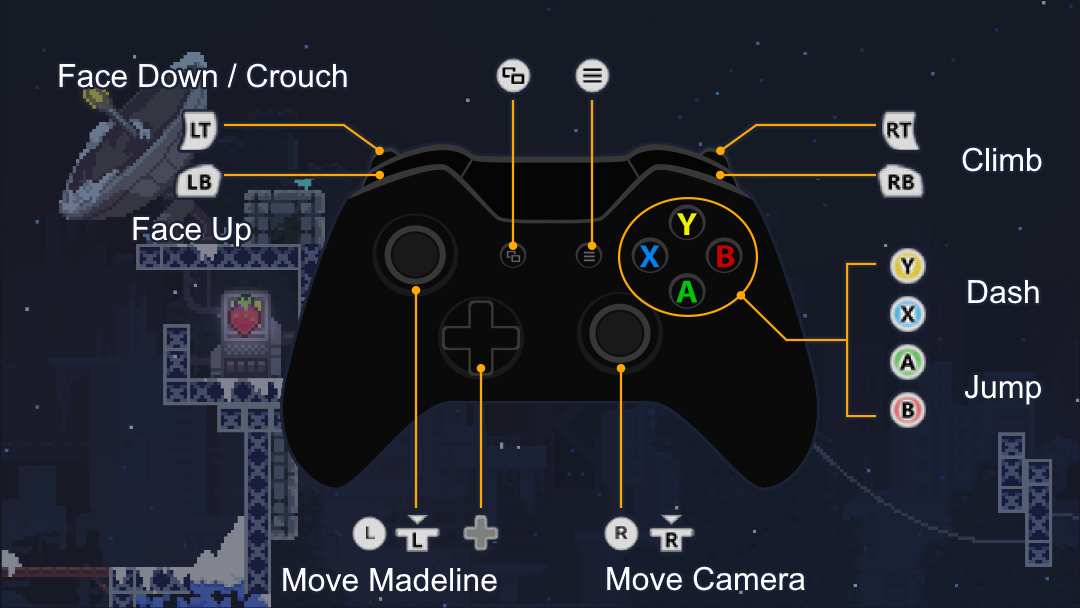 Face Down / Crouch
LT
LB
Face Up
RT
RB
Climb
Y
X
B
A
Y
X
A
B
Dash
Jump
L
L
R
R
Move Madeline
Move Camera